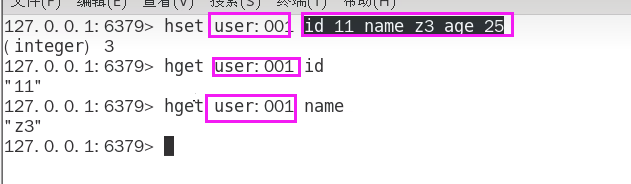 文件(F) 编辑(E) 查看(V) 搜索(S) 终端(T) 帮助(H)
127.0.0.1:6379> hset user:001 id 11 name z3 age 25
(integer) 3
127.0.0.1:6379> hget user:001 id
"11"
127.0.0.1:6379> hget user:001 name
"z3"
127.0.0.1:6379>